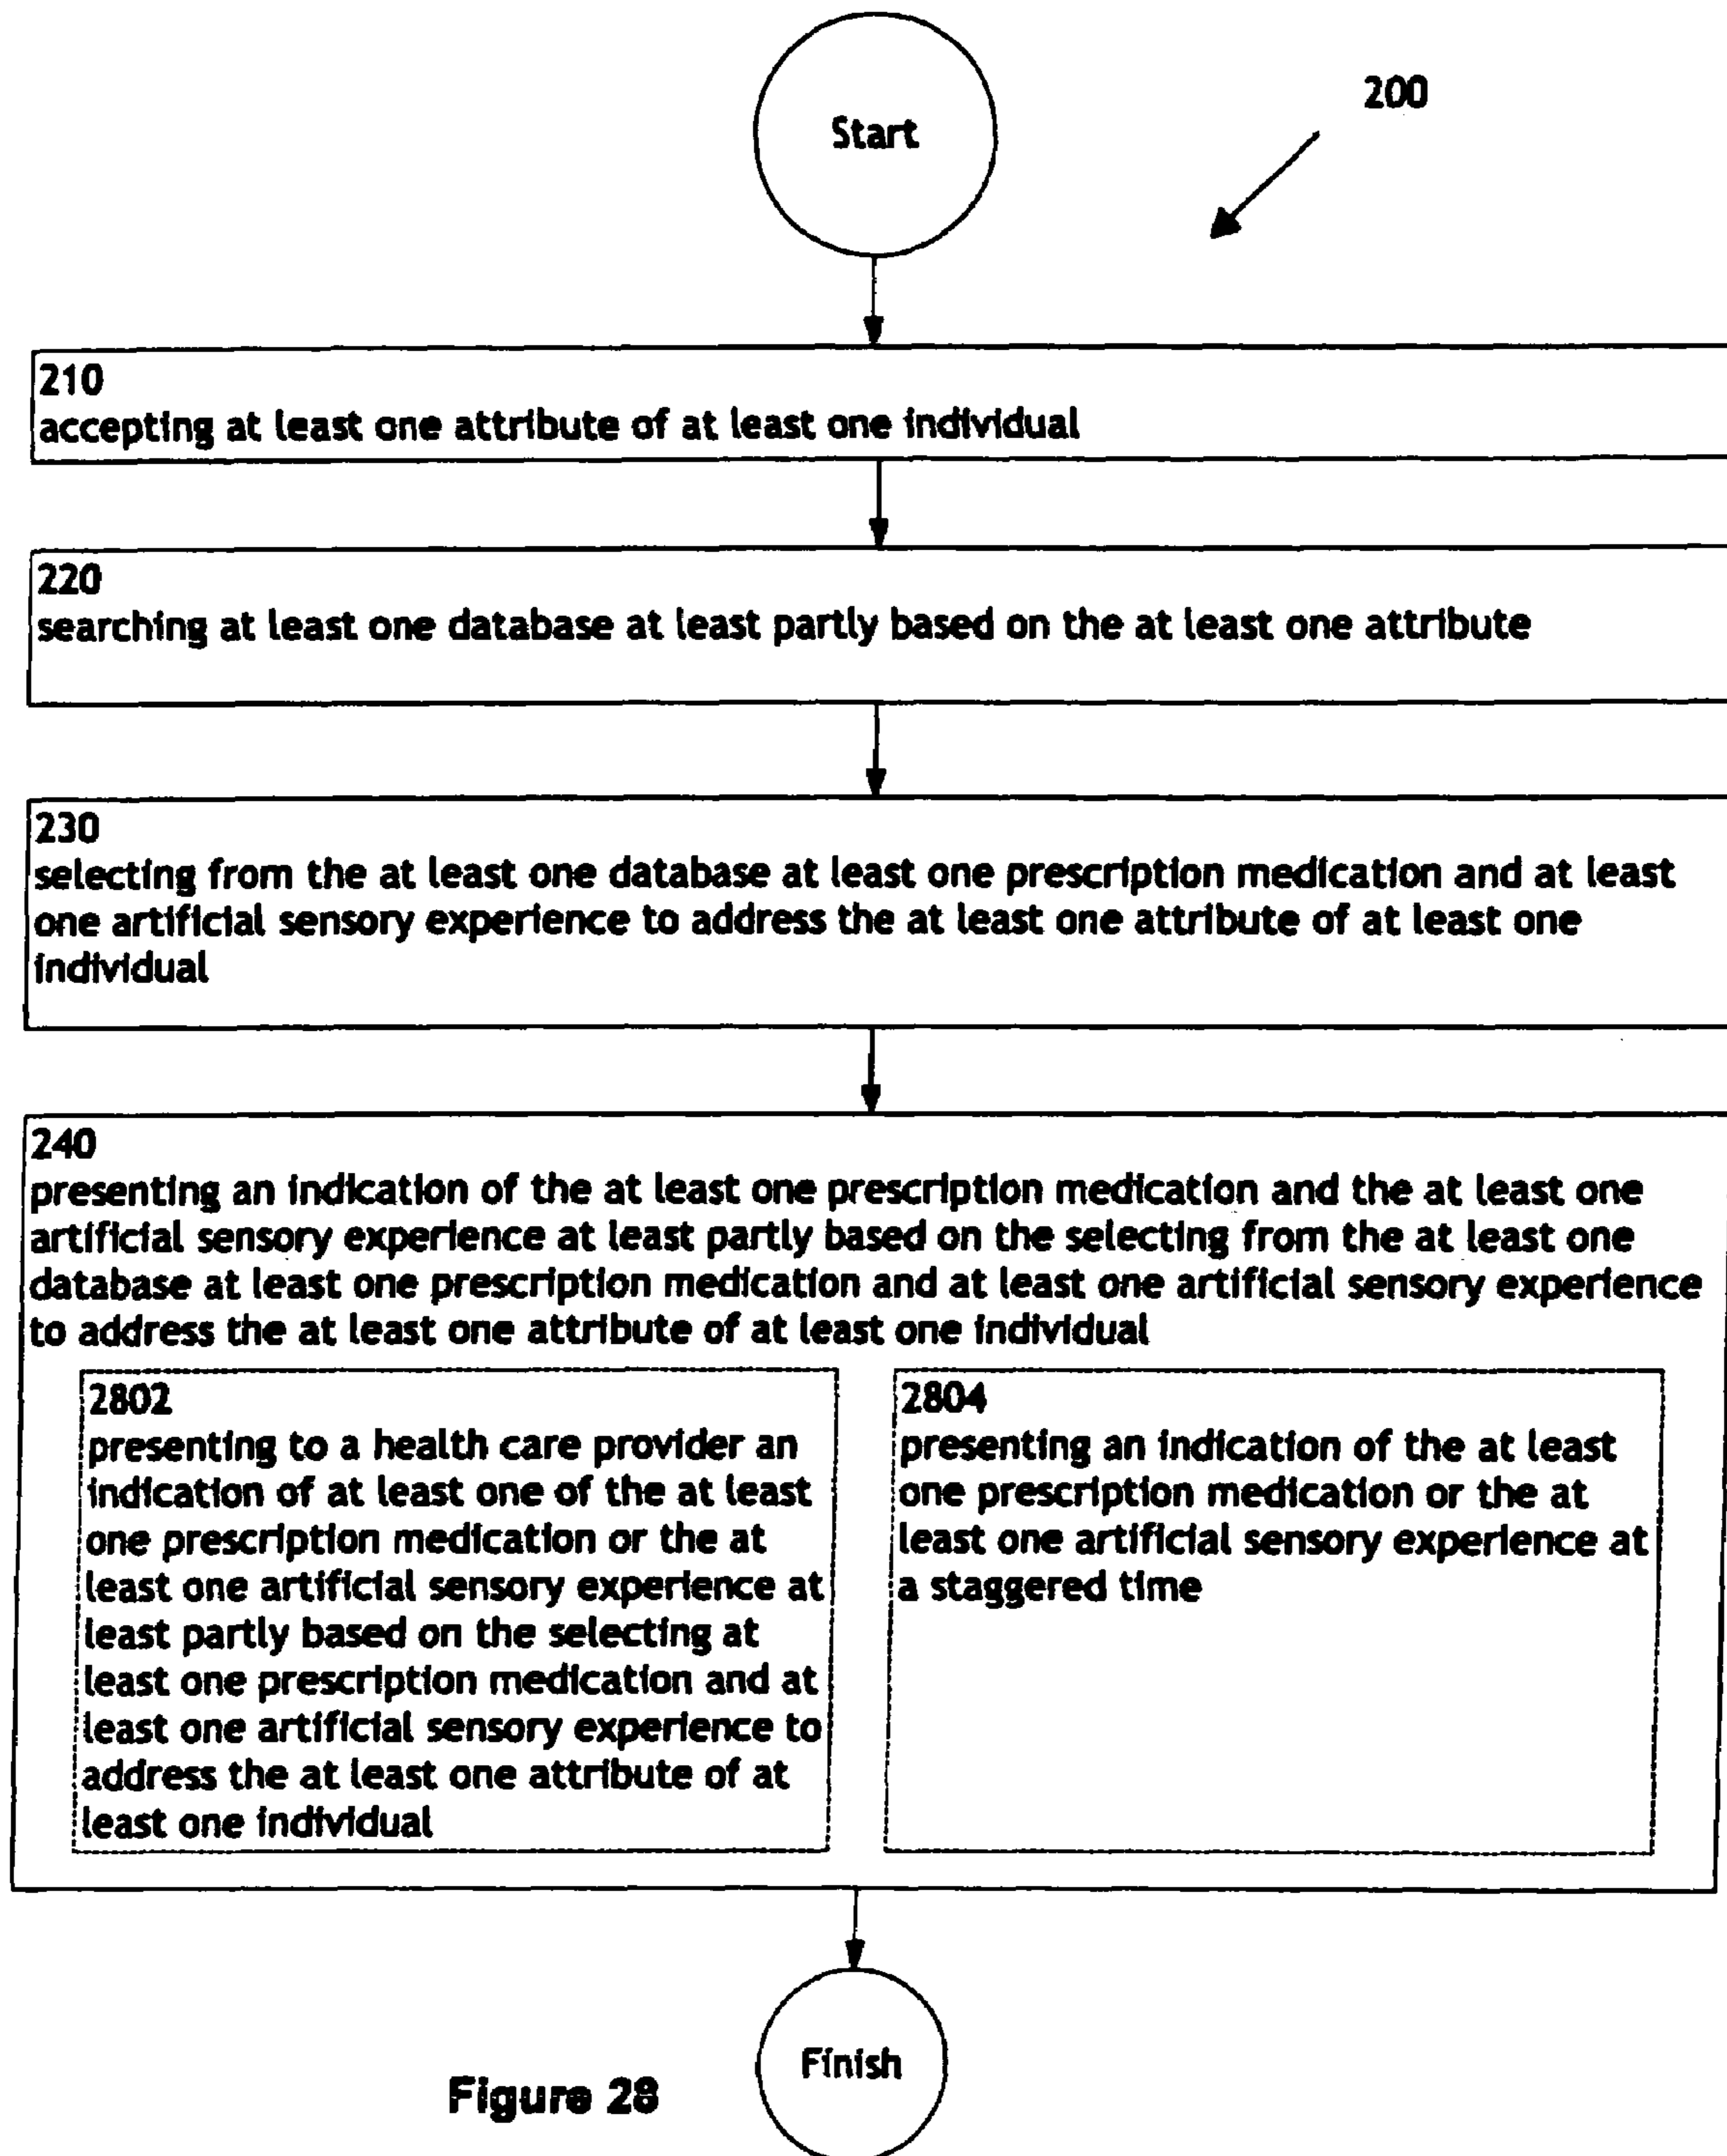 Start
200
210
accepting at least one attribute of at least one individual
220
searching at least one database at least partly based on the at least one attribute
230
selecting from the at least one database at least one prescription medication and at least
one artificial sensory experience to address the at least one attribute of at least one
individual
240
presenting an indication of the at least one prescription medication and the at least one
artificial sensory experience at least partly based on the selecting from the at least one
database at least one prescription medication and at least one artificial sensory experience
to address the at least one attribute of at least one individual
2802
presenting to a health care provider an
indication of at least one of the at least
one prescription medication or the at
least one artificial sensory experience at
least partly based on the selecting at
least one prescription medication and at
least one artificial sensory experience to
address the at least one attribute of at
least one individual
2804
presenting an indication of the at least
one prescription medication or the at
least one artificial sensory experience at
a staggered time
Finish
Figure 28